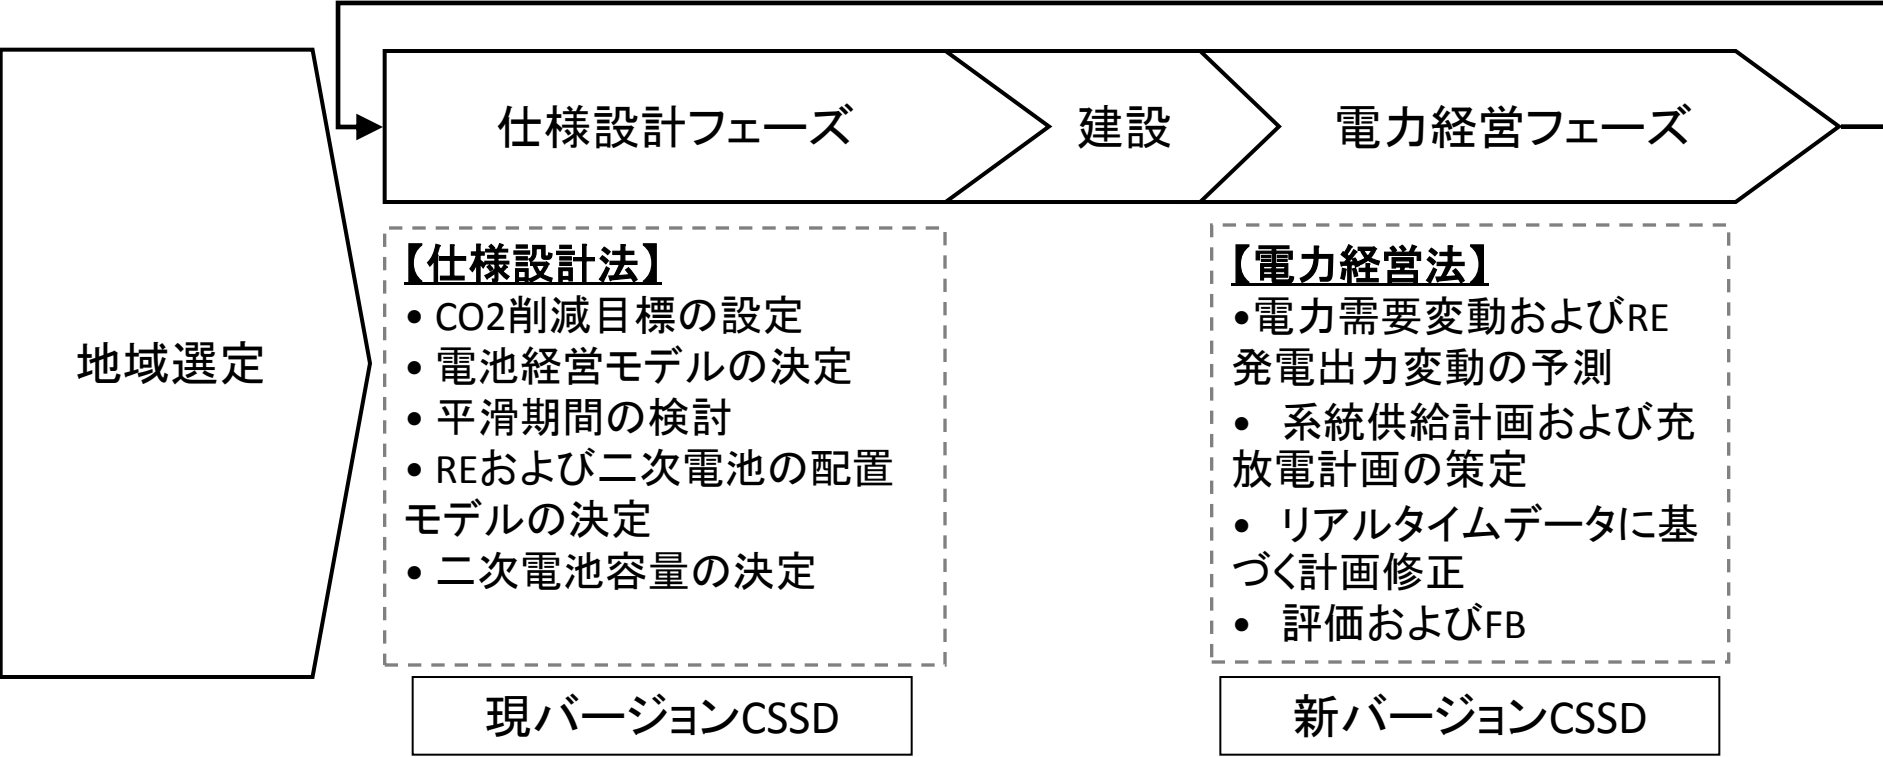 地域選定
仕様設計フェーズ
建設
電力経営フェーズ
【仕様設計法】
• CO2削減目標の設定
• 電池経営モデルの決定
• 平滑期間の検討
• REおよび二次電池の配置
モデルの決定
• 二次電池容量の決定
現バージョンCSSD
【電力経営法】
•電力需要変動およびRE
発電出力変動の予測
• 系統供給計画および充
放電計画の策定
• リアルタイムデータに基
づく計画修正
• 評価およびFB
新バージョンCSSD